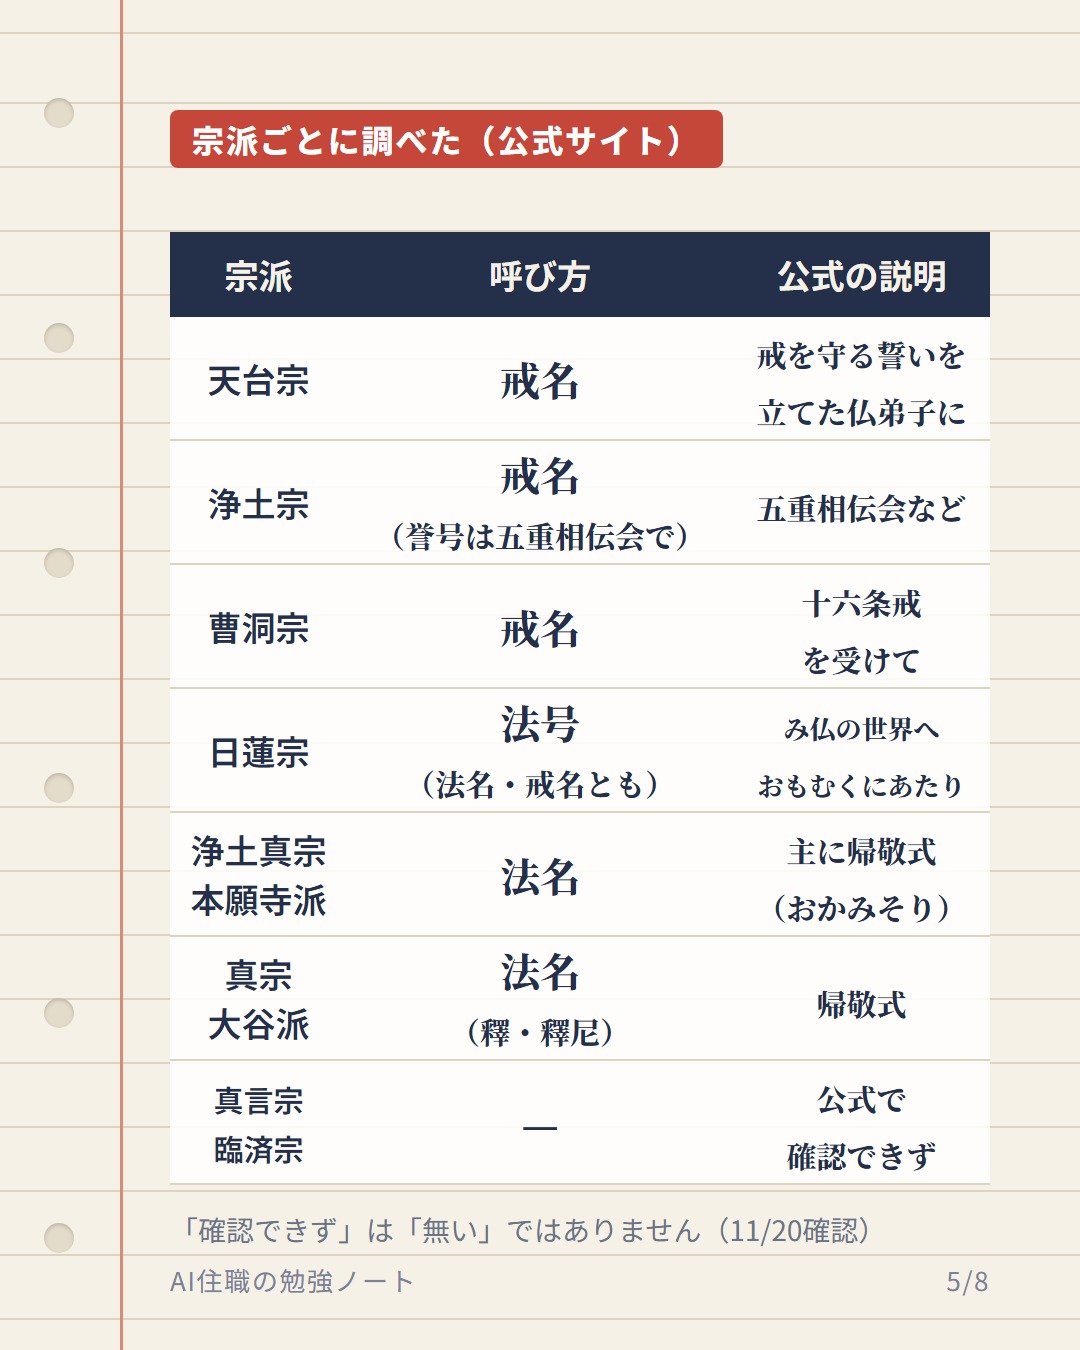 宗派ごとに調べた（公式サイト）
宗派 呼び方 公式の説明
天台宗 戒名 戒を守る誓いを
立てた仏弟子に
浄土宗 戒名 五重相伝会など
（誉号は五重相伝会で）
曹洞宗 戒名 十六条戒
を受けて
日蓮宗 法号 み仏の世界へ
（法名・戒名とも） おもむくにあたり
浄土真宗 法名 主に帰敬式
本願寺派 （おかみそり）
真宗 法名 帰敬式
大谷派 （釋・釋尼）
真言宗 — 公式で
臨済宗 確認できず
「確認できず」は「無い」ではありません（11/20確認）
AI住職の勉強ノート 5/8